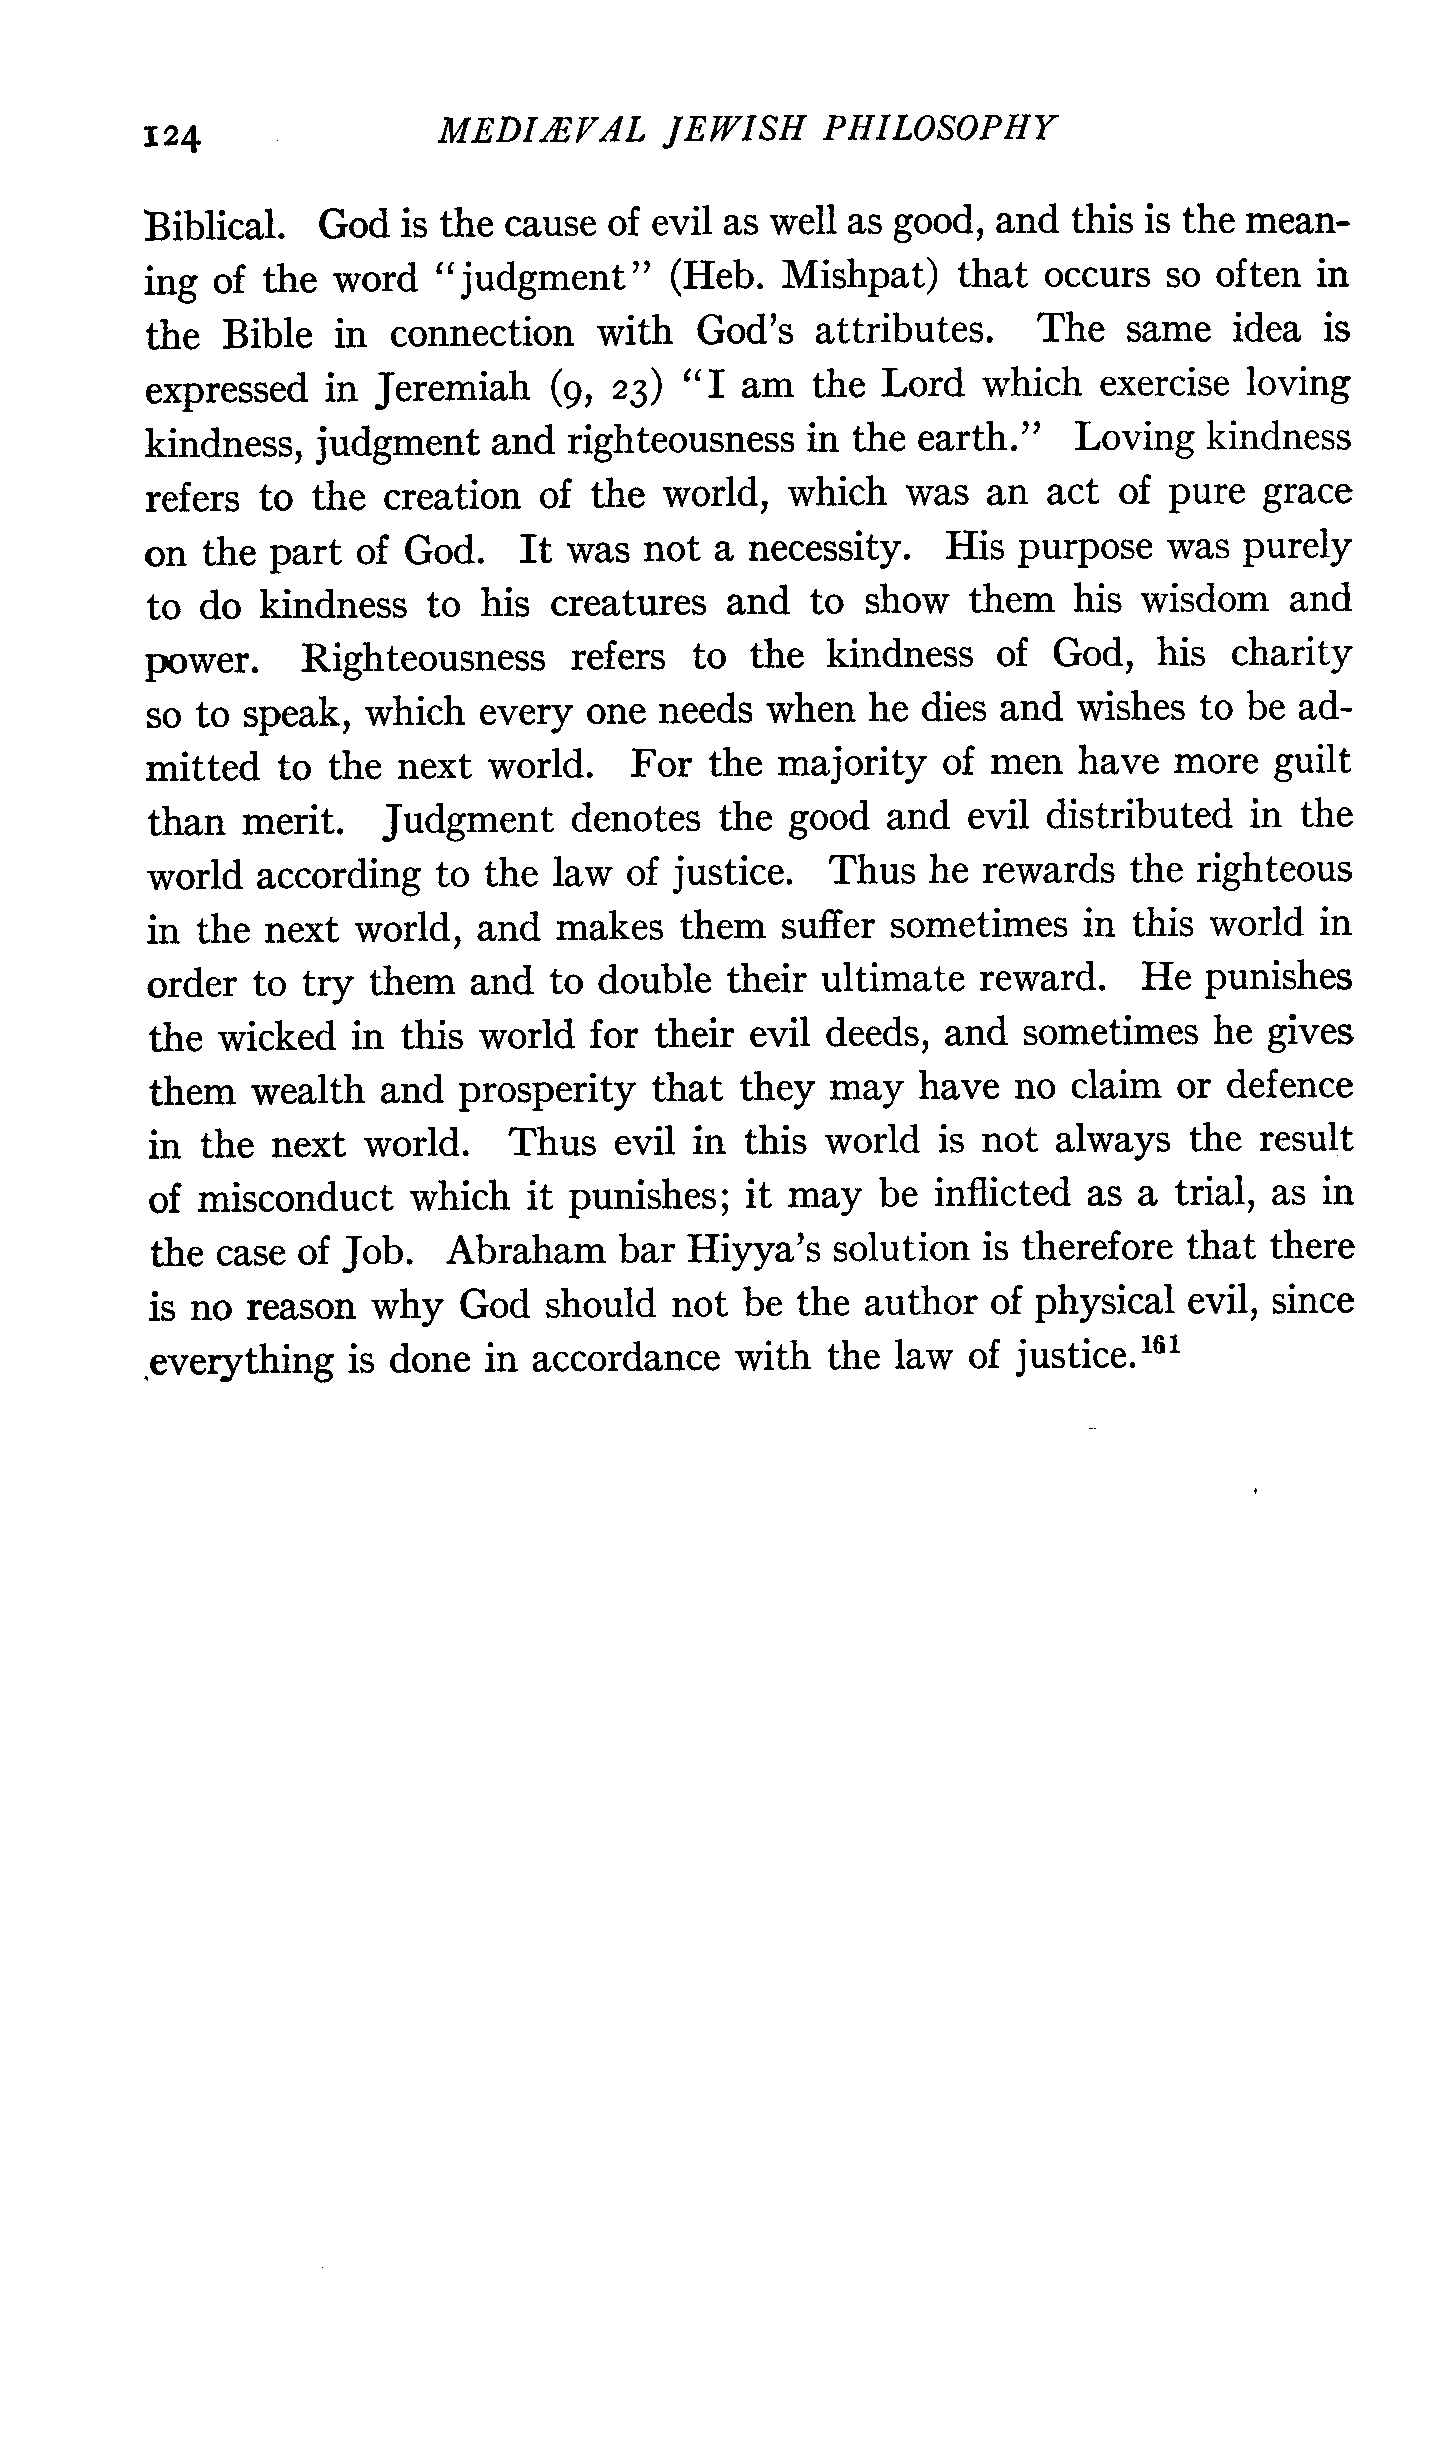 124 MEDIÆVAL JEWISH PHILOSOPHY
Biblical. God is the cause of evil as well as good, and this is the mean-
ing of the word "judgment" (Heb. Mishpat) that occurs so often in
the Bible in connection with God's attributes. The same idea is
expressed in Jeremiah (9, 23) "I am the Lord which exercise loving
kindness, judgment and righteousness in the earth." Loving kindness
refers to the creation of the world, which was an act of pure grace
on the part of God. It was not a necessity. His purpose was purely
to do kindness to his creatures and to show them his wisdom and
power. Righteousness refers to the kindness of God, his charity
so to speak, which every one needs when he dies and wishes to be ad-
mitted to the next world. For the majority of men have more guilt
than merit. Judgment denotes the good and evil distributed in the
world according to the law of justice. Thus he rewards the righteous
in the next world, and makes them suffer sometimes in this world in
order to try them and to double their ultimate reward. He punishes
the wicked in this world for their evil deeds, and sometimes he gives
them wealth and prosperity that they may have no claim or defence
in the next world. Thus evil in this world is not always the result
of misconduct which it punishes; it may be inflicted as a trial, as in
the case of Job. Abraham bar Hiyya's solution is therefore that there
is no reason why God should not be the author of physical evil, since
everything is done in accordance with the law of justice.¹⁶¹